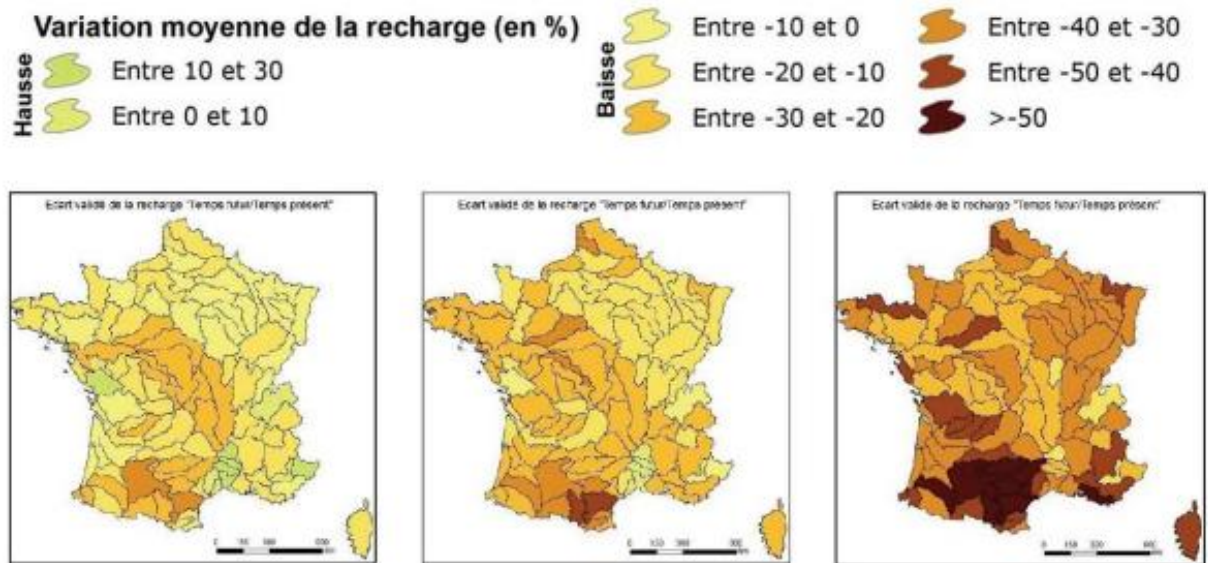 Variation moyenne de la recharge (en %)
Hausse
Entre 10 et 30
Entre 0 et 10
Baisse
Entre -10 et 0
Entre -20 et -10
Entre -30 et -20
Entre -40 et -30
Entre -50 et -40
>-50
Ecart validé de la recharge "Temps futur/Temps présent"
Ecart validé de la recharge "Temps futur/Temps présent"
Ecart validé de la recharge "Temps futur/Temps présent"